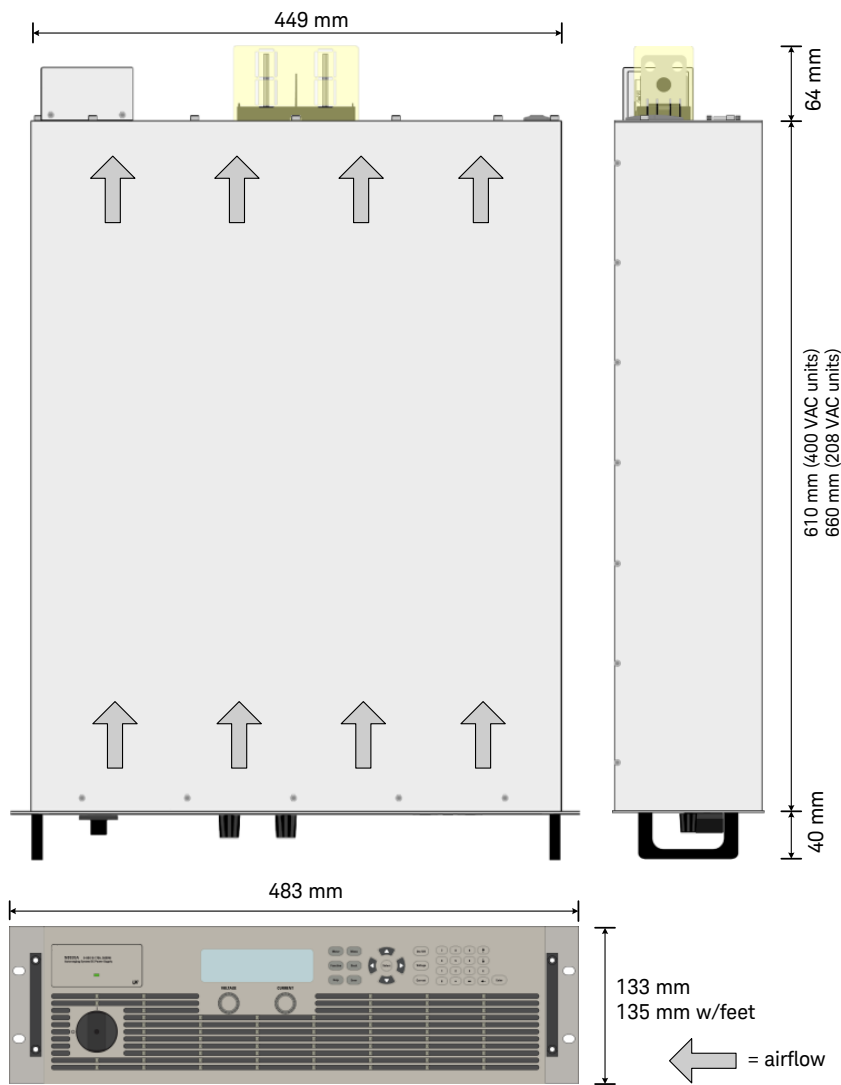 449 mm
64 mm
610 mm (400 VAC units)
660 mm (208 VAC units)
40 mm
483 mm
VOLTAGE
CURRENT
133 mm
135 mm w/feet
= airflow